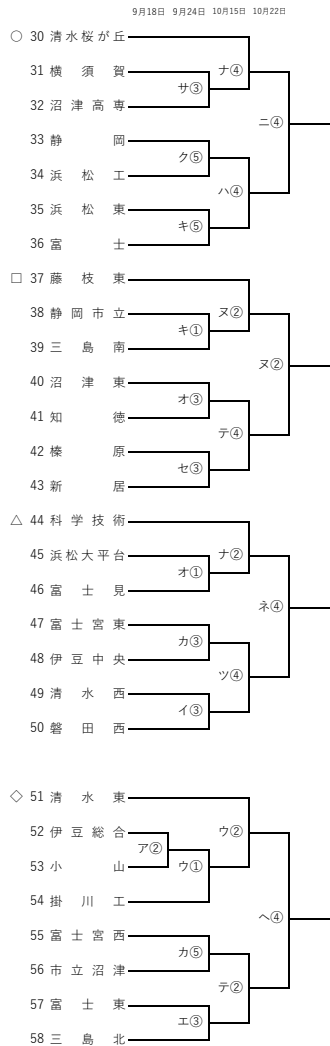 9月18日 9月24日 10月15日 10月22日
○ 30 清水桜が丘
ナ④
31 横須賀
サ③
32 沼津高専
ニ④
33 静岡
ク⑤
34 浜松工
ハ④
35 浜松東
キ⑤
36 富士
□ 37 藤枝東
38 静岡市立
ヌ②
キ①
39 三島南
ヌ②
40 沼津東
オ③
41 知徳
テ④
42 榛原
セ③
43 新居
△ 44 科学技術
ナ②
45 浜松大平台
オ①
46 富士見
ネ④
47 富士宮東
カ③
48 伊豆中央
ツ④
49 清水西
イ③
50 磐田西
◇ 51 清水東
52 伊豆総合
ウ②
ア②
53 小山
ウ①
54 掛川工
ヘ④
55 富士宮西
カ⑤
56 市立沼津
テ②
57 富士東
エ③
58 三島北